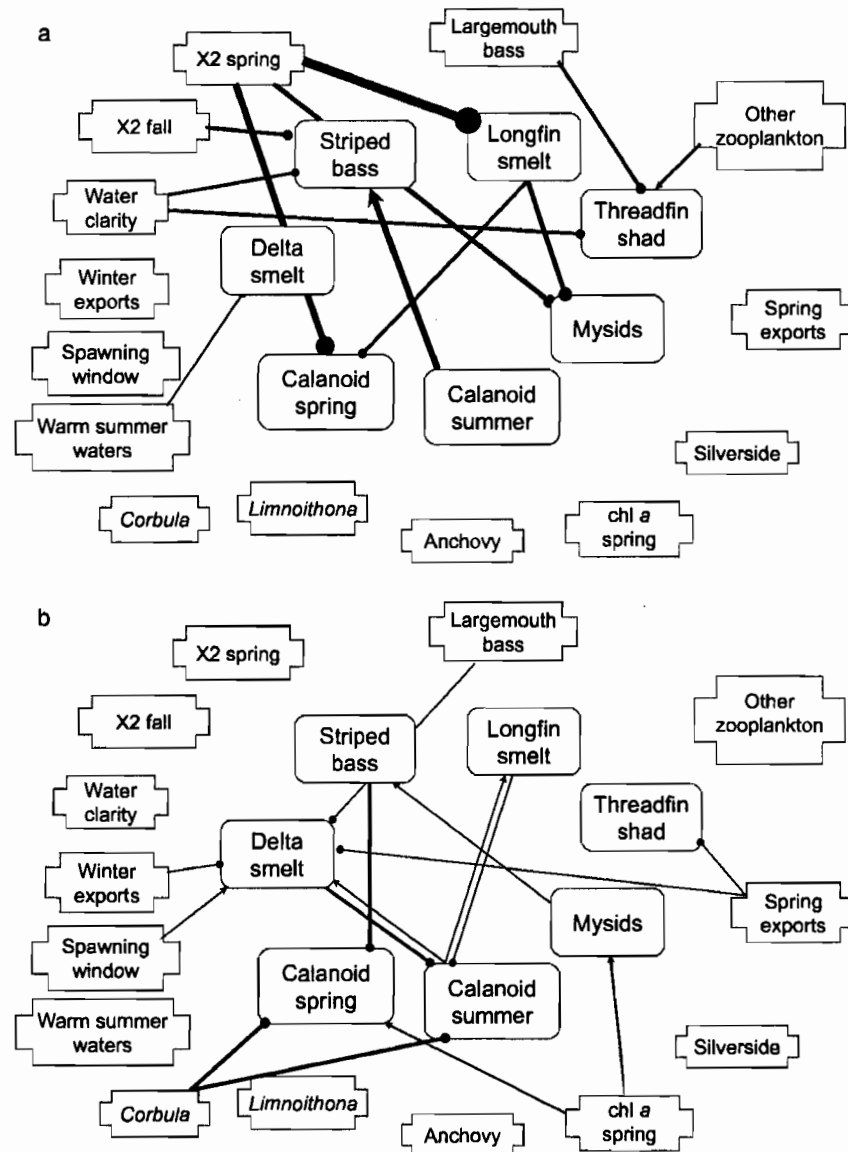 a
X2 spring
Largemouth
bass
X2 fall
Striped
bass
Longfin
smelt
Other
zooplankton
Water
clarity
Threadfin
shad
Delta
smelt
Winter
exports
Mysids
Spring
exports
Spawning
window
Calanoid
spring
Calanoid
summer
Warm summer
waters
Silverside
Corbula
Limnoithona
Anchovy
chl a
spring
b
X2 spring
Largemouth
bass
X2 fall
Striped
bass
Longfin
smelt
Other
zooplankton
Water
clarity
Threadfin
shad
Delta
smelt
Winter
exports
Mysids
Spring
exports
Spawning
window
Calanoid
spring
Calanoid
summer
Warm summer
waters
Silverside
Corbula
Limnoithona
Anchovy
chl a
spring